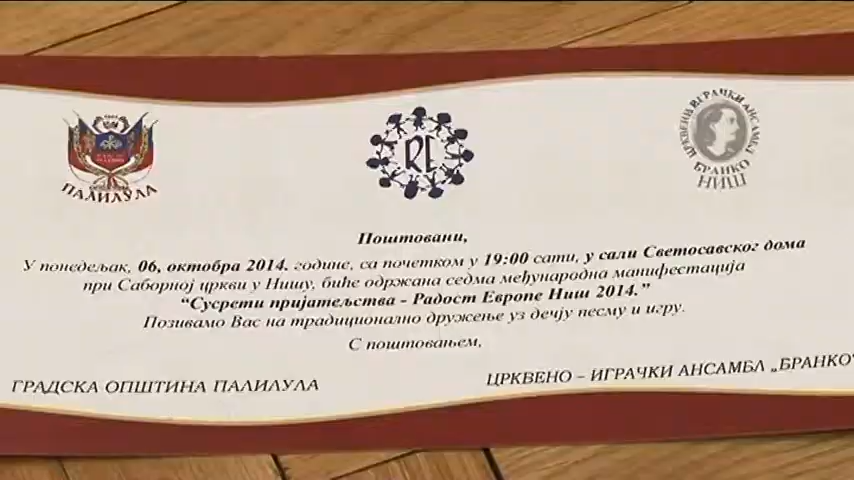 ПАЛИЛУЛА
RE
ЦРКВЕНИ ИГРАЧКИ АНСАМБЛ
БРАНКО
НИШ
Поштовани,
У понедељак, 06, октобра 2014. године, са почетком у 19:00 сати, у сали Светосавског дома
при Саборној цркви у Нишу, биће одржана седма међународна манифестација
“Сусрети пријатељства - Радост Европе Ниш 2014.”
Позивамо Вас на традиционално дружење уз дечју песму и игру.
С поштовањем,
ГРАДСКА ОПШТИНА ПАЛИЛУЛА
ЦРКВЕНО – ИГРАЧКИ АНСАМБЛ „БРАНКО“